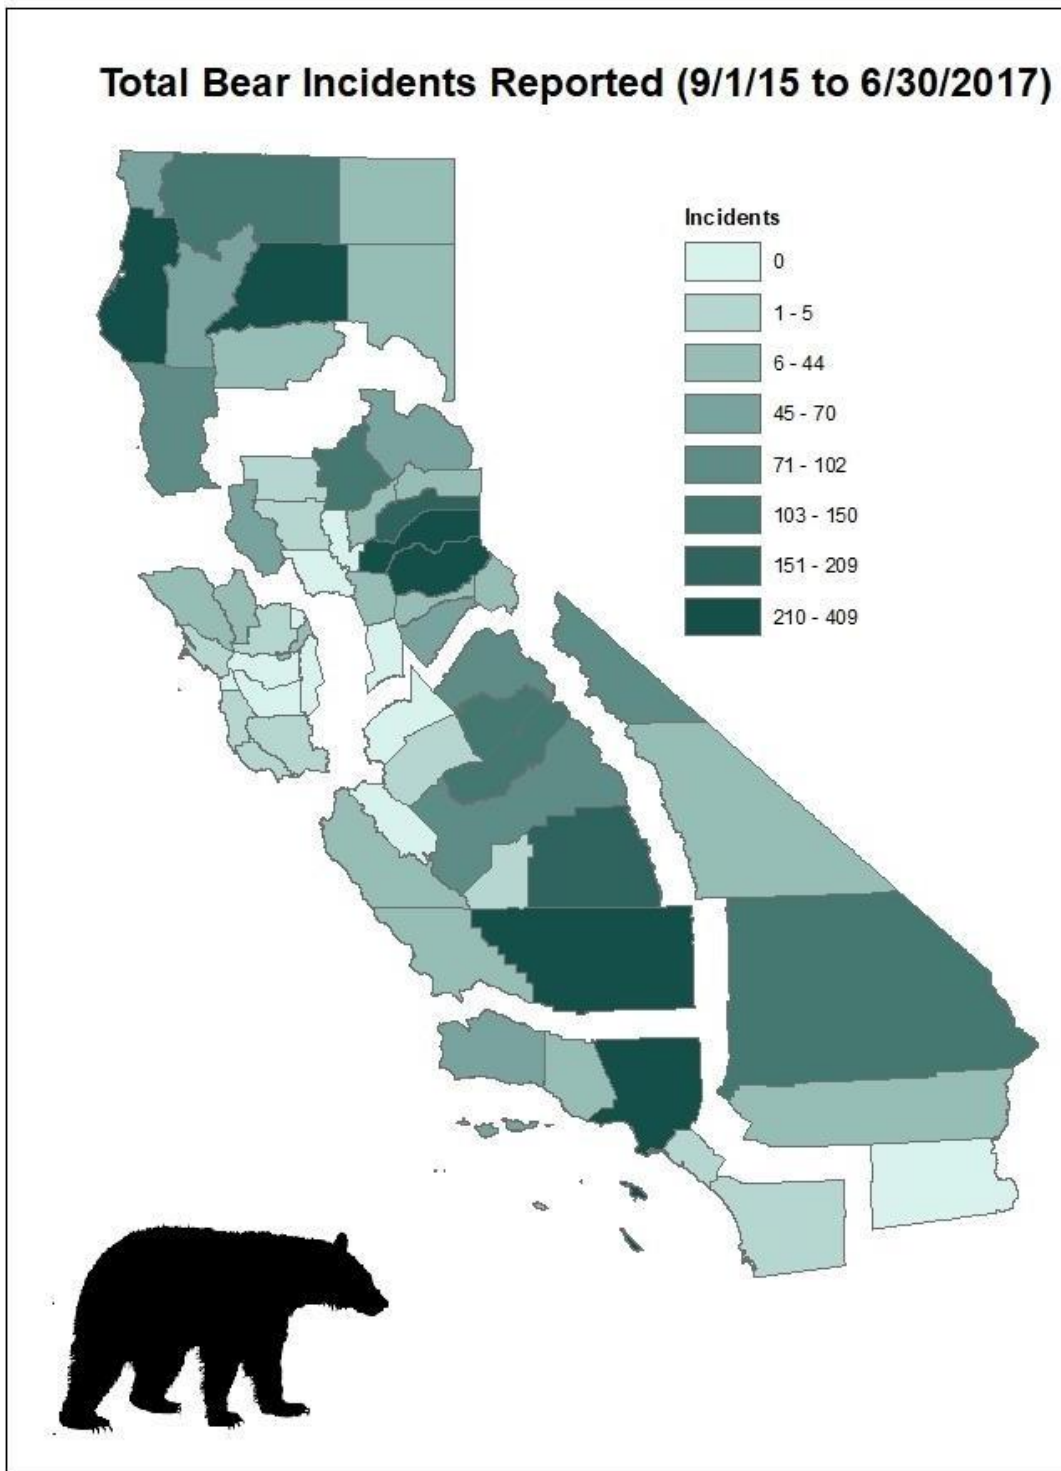 Total Bear Incidents Reported (9/1/15 to 6/30/2017)
Incidents
0
1 - 5
6 - 44
45 - 70
71 - 102
103 - 150
151 - 209
210 - 409